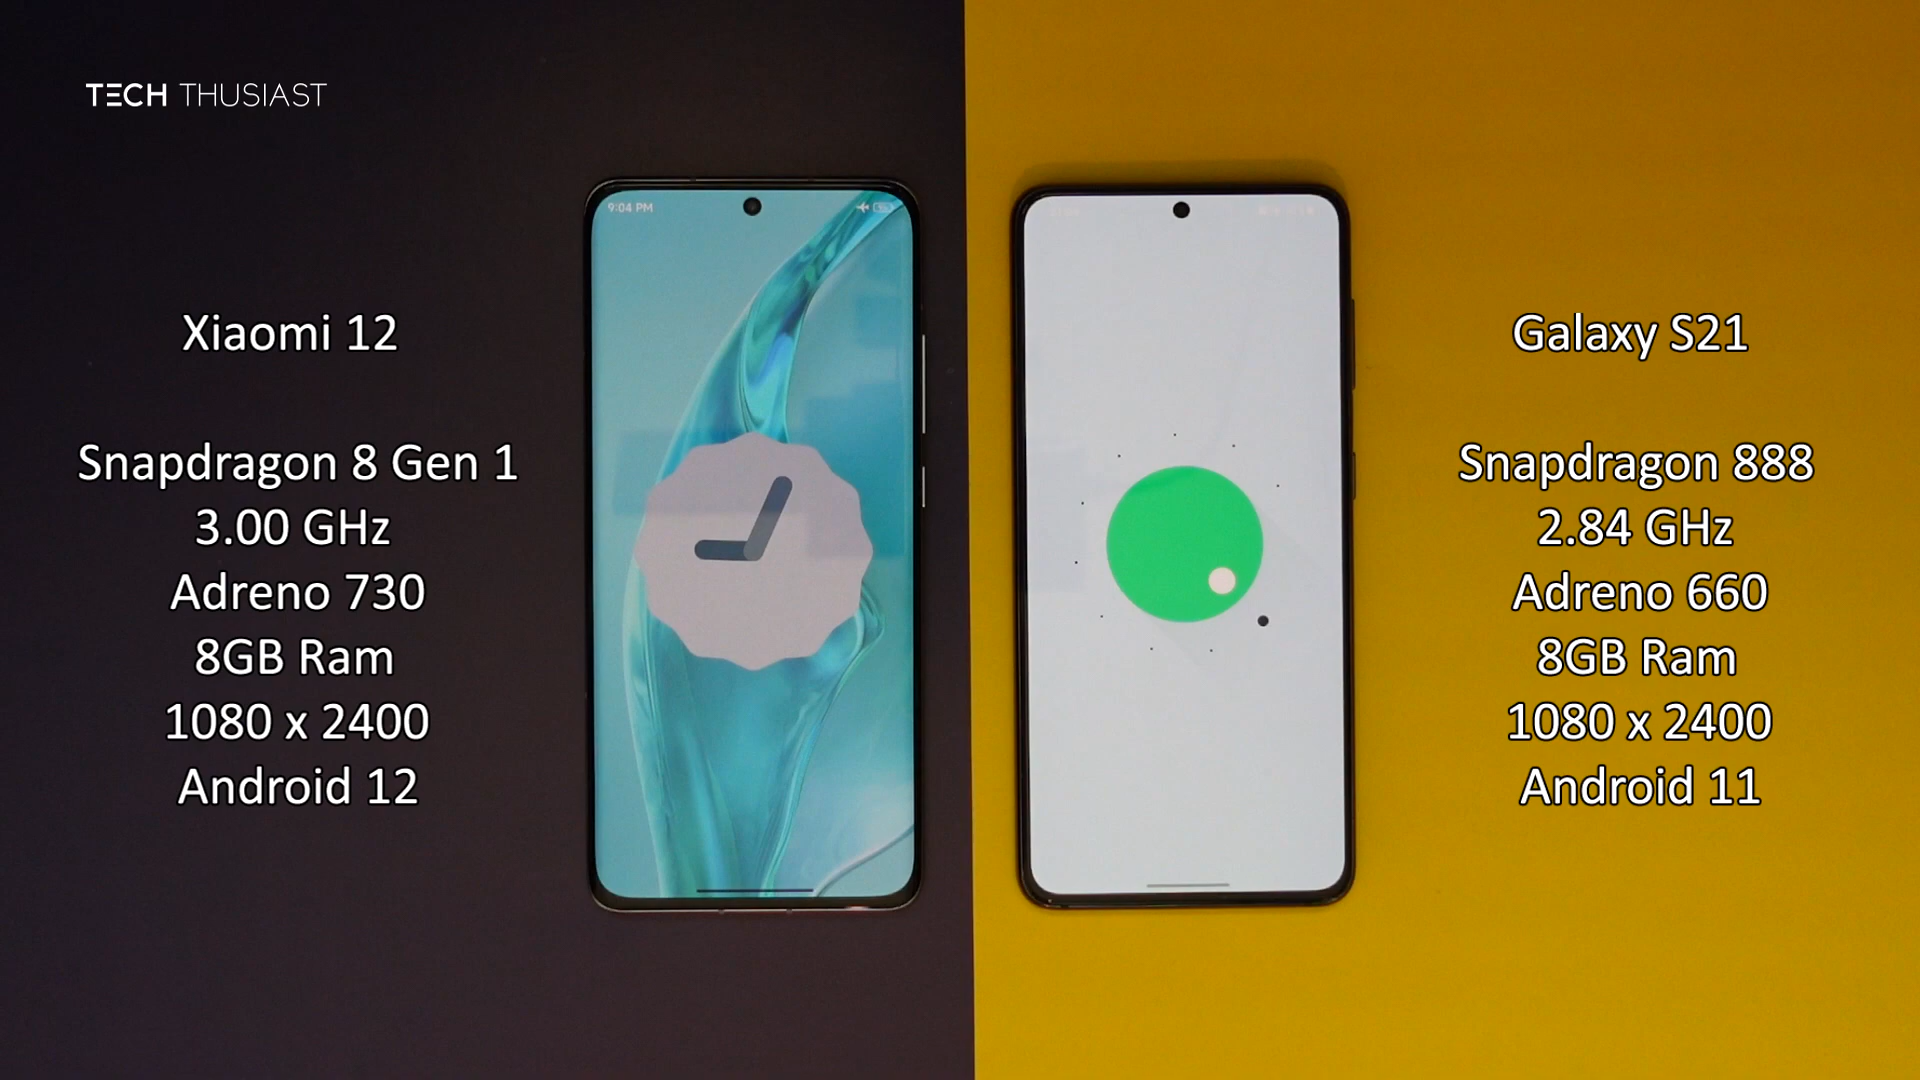 TECH THUSIAST
9:04 PM
Xiaomi 12
Snapdragon 8 Gen 1
3.00 GHz
Adreno 730
8GB Ram
1080 x 2400
Android 12
Galaxy S21
Snapdragon 888
2.84 GHz
Adreno 660
8GB Ram
1080 x 2400
Android 11